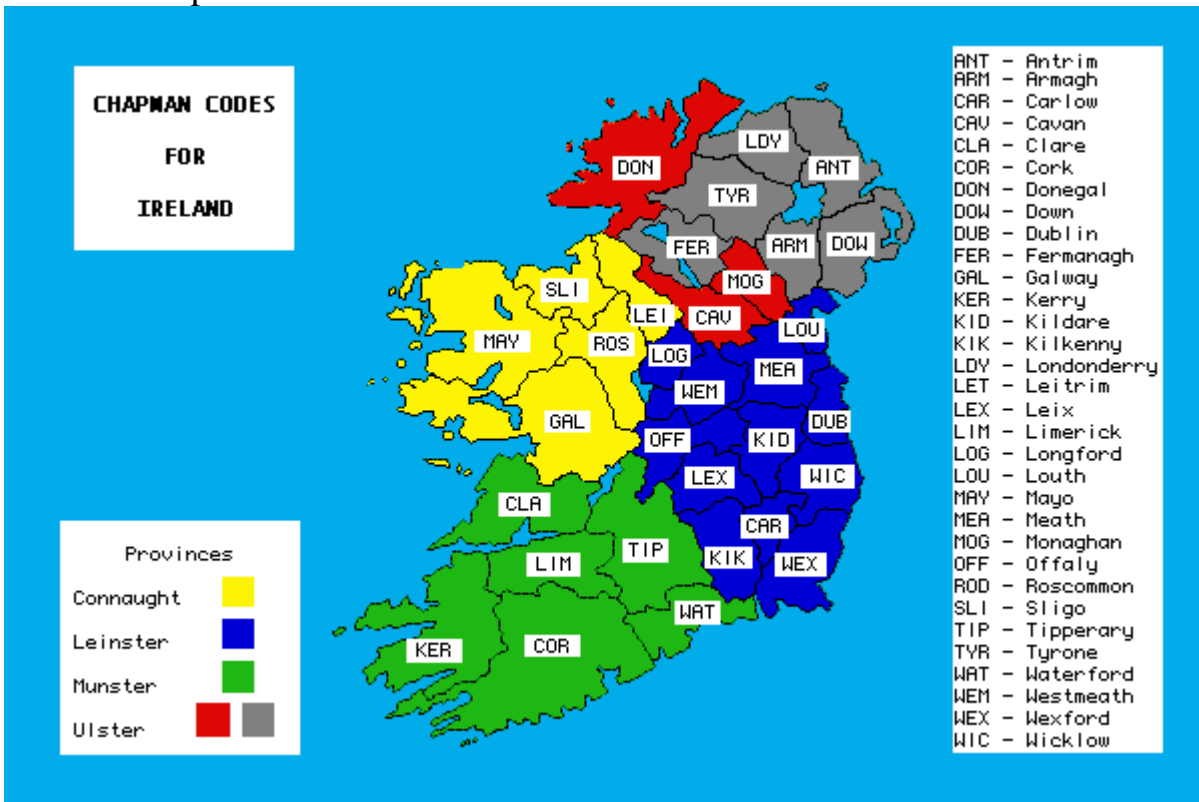 CHAPMAN CODES
FOR
IRELAND
DON
LDY
ANT
TYR
FER
ARM
DOW
MOG
SLI
LEI
CAV
LOU
MAY
ROS
LOG
MEA
WEM
GAL
OFF
KID
DUB
LEX
WIC
CLA
CAR
TIP
KIK
WEX
LIM
WAT
KER
COR
Provinces
Connaught
Leinster
Munster
Ulster
ANT - Antrim
ARM - Armagh
CAR - Carlow
CAV - Cavan
CLA - Clare
COR - Cork
DON - Donegal
DOW - Down
DUB - Dublin
FER - Fermanagh
GAL - Galway
KER - Kerry
KID - Kildare
KIK - Kilkenny
LDY - Londonderry
LET - Leitrim
LEX - Leix
LIM - Limerick
LOG - Longford
LOU - Louth
MAY - Mayo
MEA - Meath
MOG - Monaghan
OFF - Offaly
ROD - Roscommon
SLI - Sligo
TIP - Tipperary
TYR - Tyrone
WAT - Waterford
WEM - Westmeath
WEX - Wexford
WIC - Wicklow